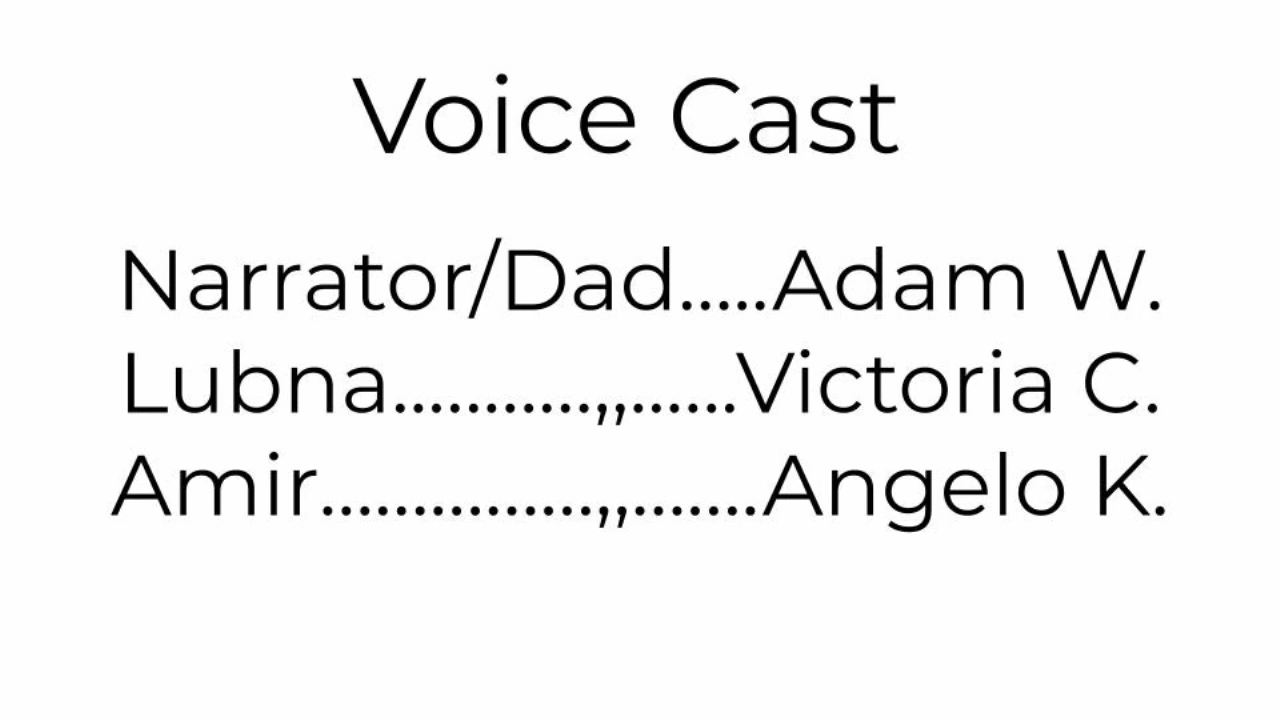 Voice Cast
Narrator/Dad.....Adam W.
Lubna...........,,......Victoria C.
Amir...............,,.......Angelo K.